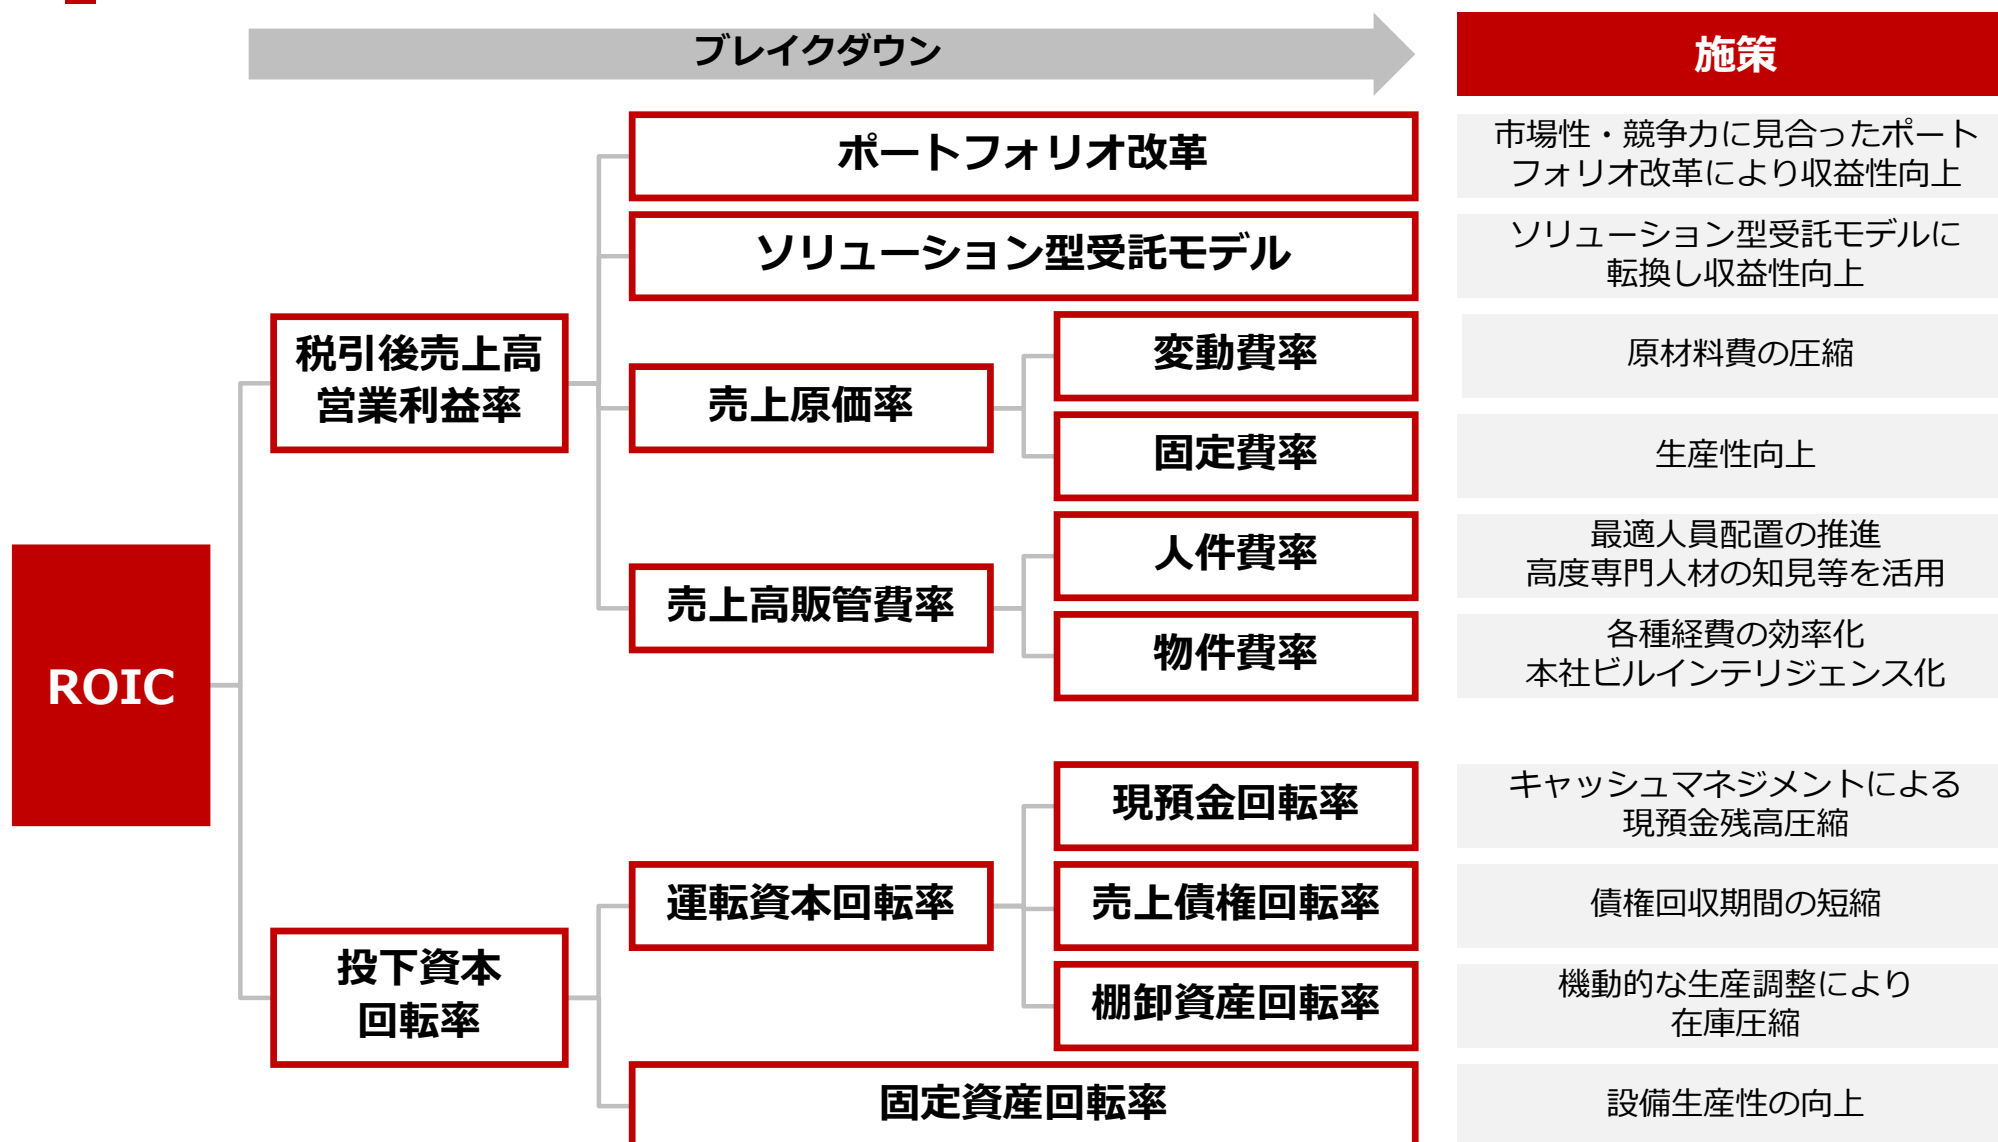 ブレイクダウン
施策
ポートフォリオ改革
市場性・競争力に見合ったポート
フォリオ改革により収益性向上
ソリューション型受託モデル
ソリューション型受託モデルに
転換し収益性向上
税引後売上高
営業利益率
売上原価率
変動費率
原材料費の圧縮
固定費率
生産性向上
売上高販管費率
人件費率
最適人員配置の推進
高度専門人材の知見等を活用
物件費率
各種経費の効率化
本社ビルインテリジェンス化
ROIC
投下資本
回転率
運転資本回転率
現預金回転率
キャッシュマネジメントによる
現預金残高圧縮
売上債権回転率
債権回収期間の短縮
棚卸資産回転率
機動的な生産調整により
在庫圧縮
固定資産回転率
設備生産性の向上